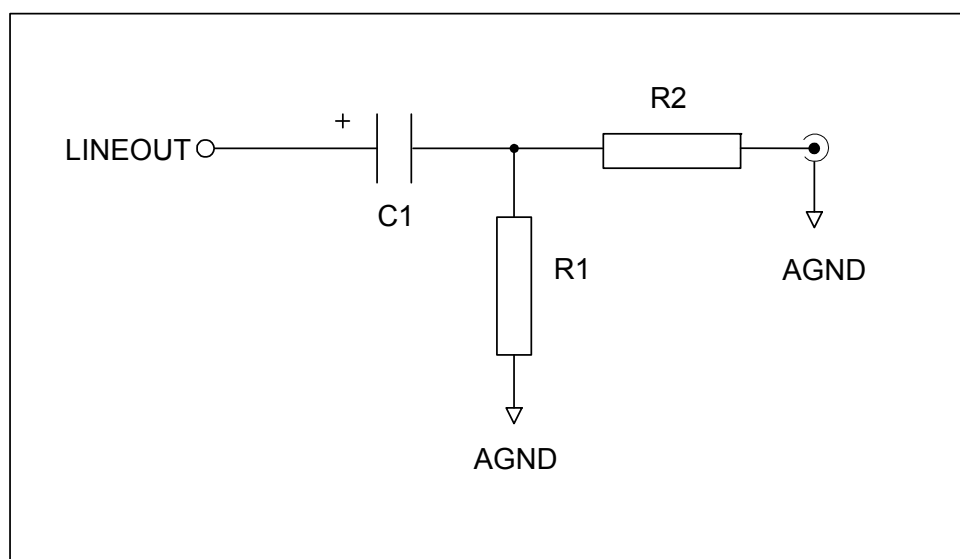 R2
+
LINEOUT
C1
R1
AGND
AGND